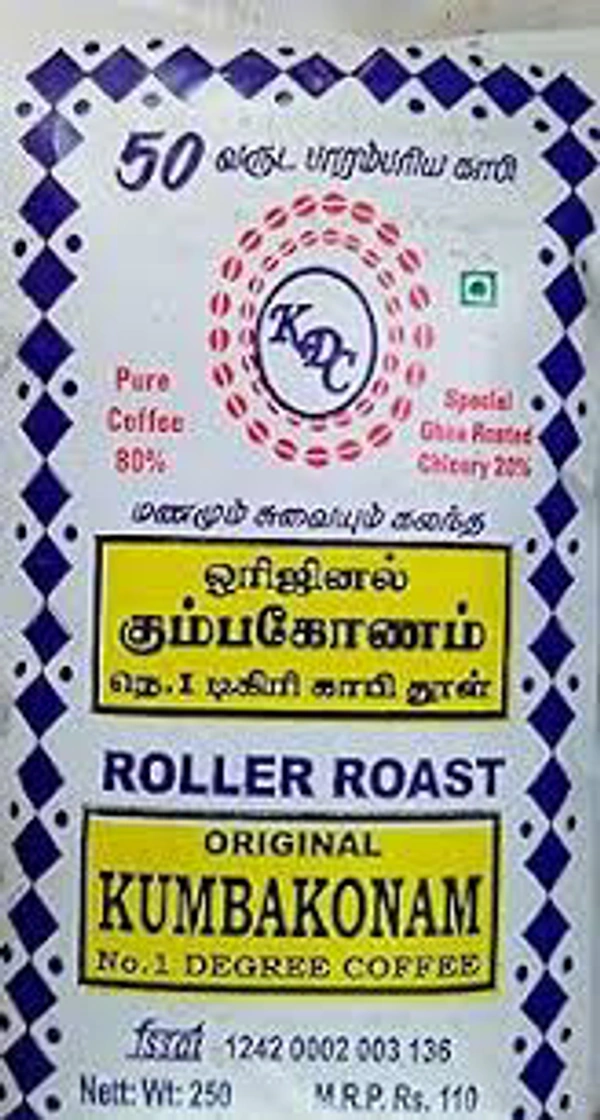 50 வருட பாரம்பரிய காபி
KDC
Pure
Coffee
80%
Special
Ghee Roasted
Chicory 20%
மணமும் சுவையும் கலந்த
ஒரிஜினல்
கும்பகோணம்
நெ.1 டிகிரி காபி தூள்
ROLLER ROAST
ORIGINAL
KUMBAKONAM
No.1 DEGREE COFFEE
fssai 1242 0002 003 136
Nett: Wt: 250 M.R.P. Rs. 110